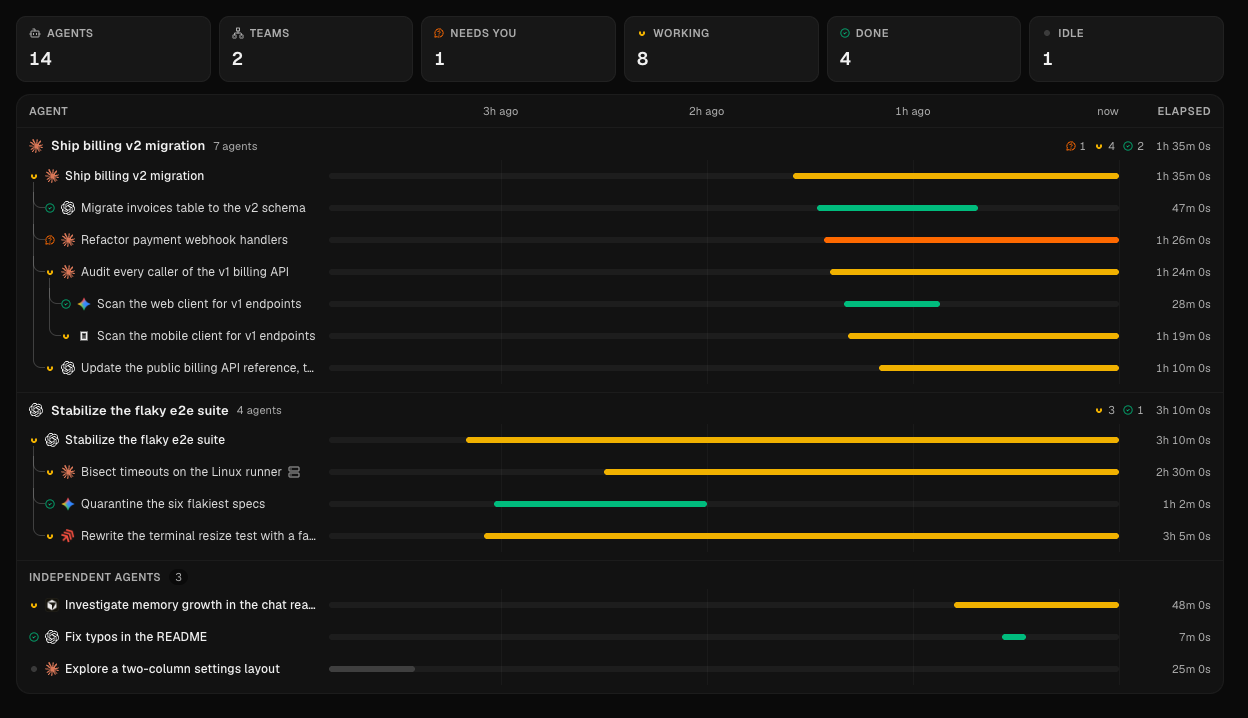 AGENTS
14
TEAMS
2
NEEDS YOU
1
WORKING
8
DONE
4
IDLE
1
AGENT 3h ago 2h ago 1h ago now ELAPSED
Ship billing v2 migration 7 agents 1 4 2 1h 35m 0s
Ship billing v2 migration 1h 35m 0s
Migrate invoices table to the v2 schema 47m 0s
Refactor payment webhook handlers 1h 26m 0s
Audit every caller of the v1 billing API 1h 24m 0s
Scan the web client for v1 endpoints 28m 0s
Scan the mobile client for v1 endpoints 1h 19m 0s
Update the public billing API reference, t... 1h 10m 0s
Stabilize the flaky e2e suite 4 agents 3 1 3h 10m 0s
Stabilize the flaky e2e suite 3h 10m 0s
Bisect timeouts on the Linux runner 2h 30m 0s
Quarantine the six flakiest specs 1h 2m 0s
Rewrite the terminal resize test with a fa... 3h 5m 0s
INDEPENDENT AGENTS 3
Investigate memory growth in the chat rea... 48m 0s
Fix typos in the README 7m 0s
Explore a two-column settings layout 25m 0s